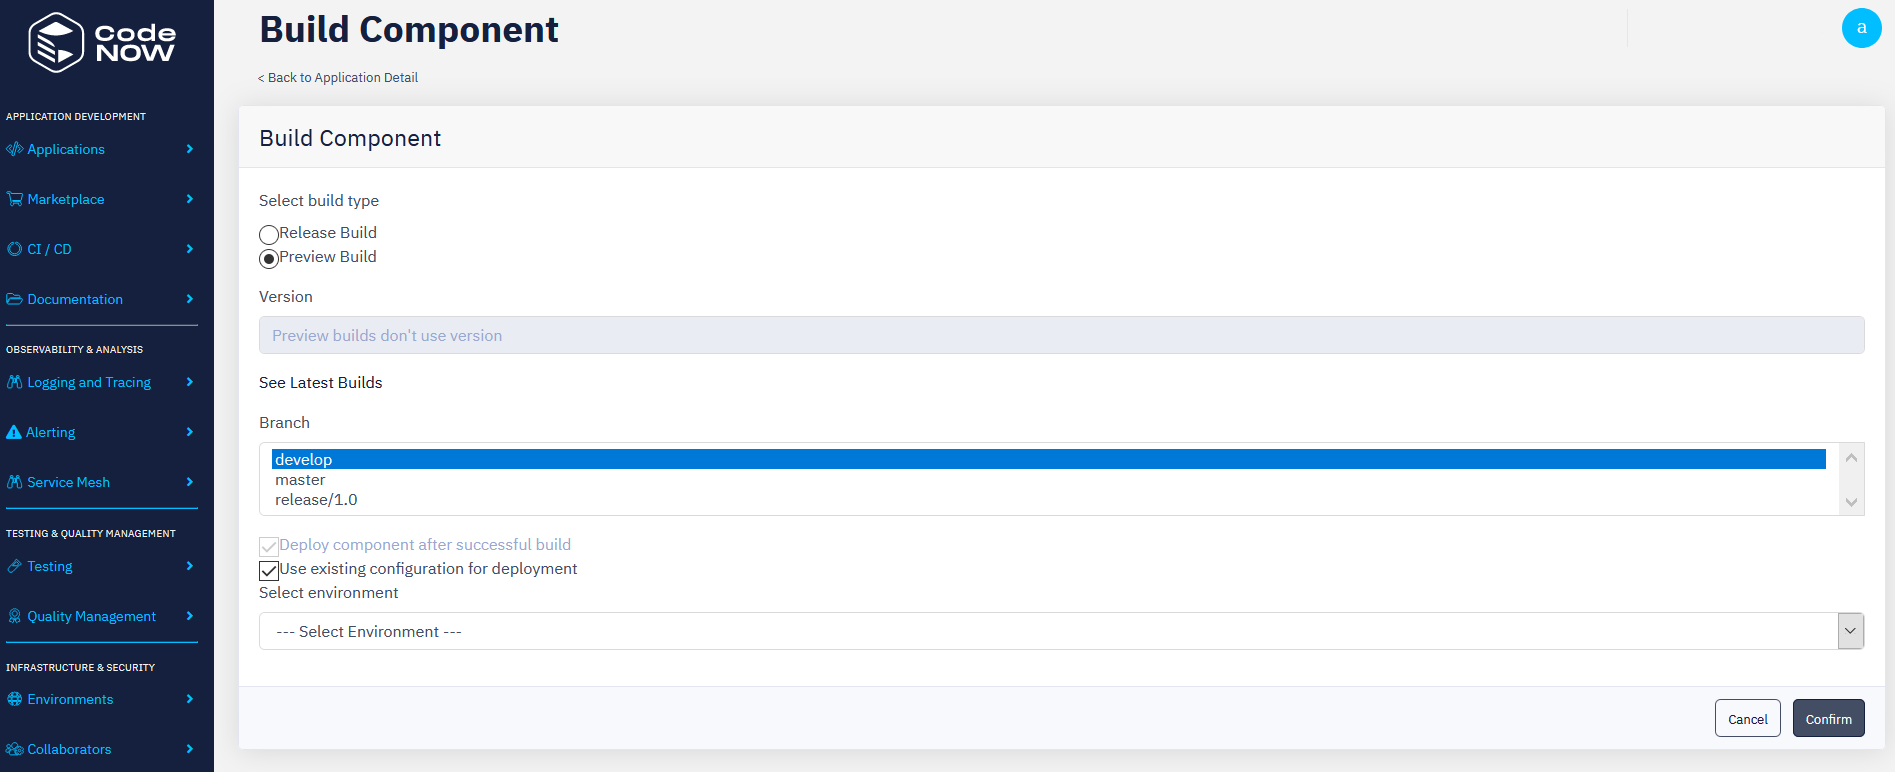 Code
NOW
APPLICATION DEVELOPMENT
Applications
Marketplace
CI / CD
Documentation
OBSERVABILITY & ANALYSIS
Logging and Tracing
Alerting
Service Mesh
TESTING & QUALITY MANAGEMENT
Testing
Quality Management
INFRASTRUCTURE & SECURITY
Environments
Collaborators
Build Component
a
< Back to Application Detail
Build Component
Select build type
Release Build
Preview Build
Version
Preview builds don't use version
See Latest Builds
Branch
develop
master
release/1.0
Deploy component after successful build
Use existing configuration for deployment
Select environment
--- Select Environment ---
Cancel
Confirm